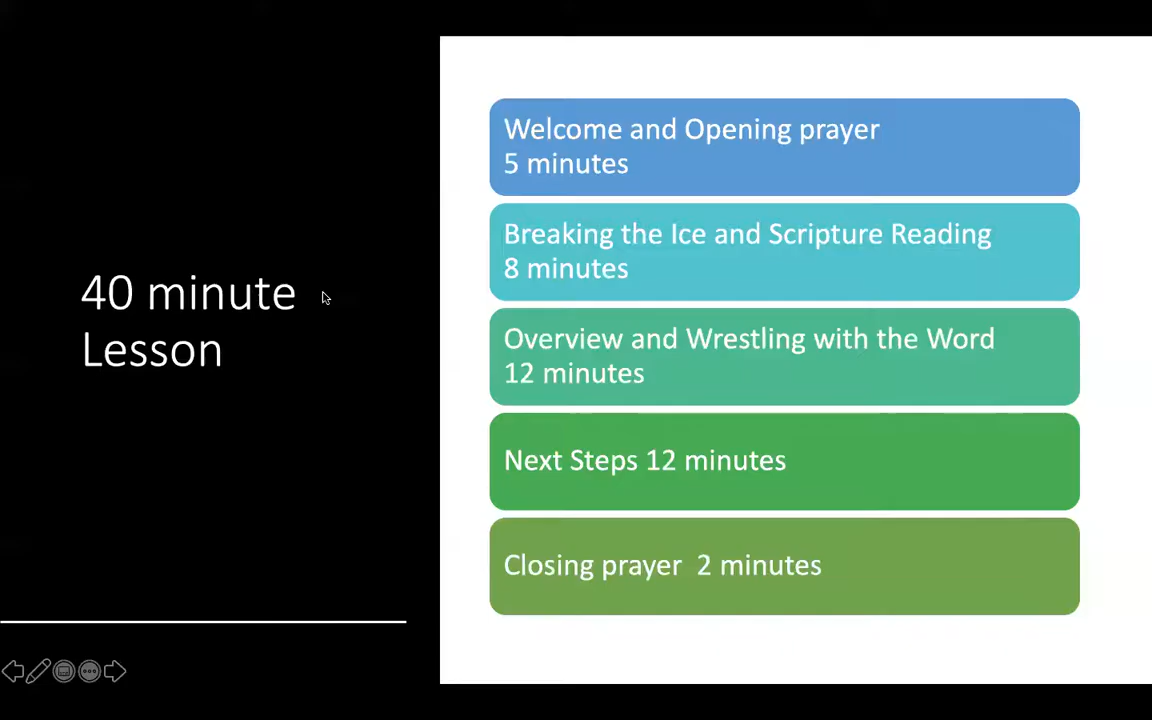 40 minute
Lesson
Welcome and Opening prayer
5 minutes
Breaking the Ice and Scripture Reading
8 minutes
Overview and Wrestling with the Word
12 minutes
Next Steps 12 minutes
Closing prayer  2 minutes